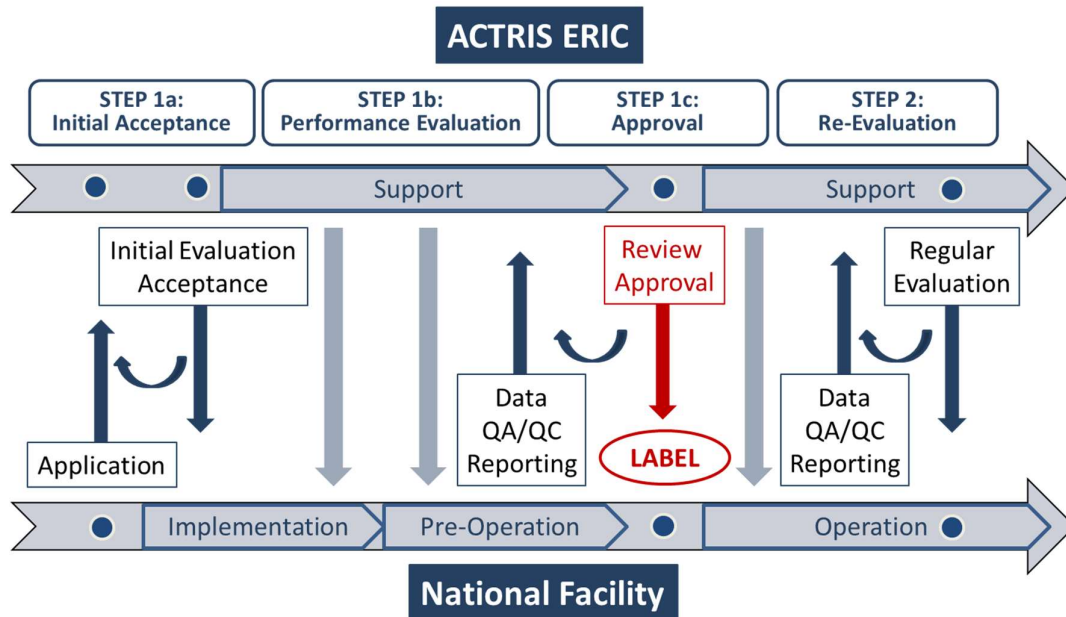 ACTRIS ERIC
STEP 1a:
Initial Acceptance
STEP 1b:
Performance Evaluation
STEP 1c:
Approval
STEP 2:
Re-Evaluation
Support
Support
Initial Evaluation
Acceptance
Review
Approval
Regular
Evaluation
Application
Data
QA/QC
Reporting
LABEL
Data
QA/QC
Reporting
Implementation
Pre-Operation
Operation
National Facility